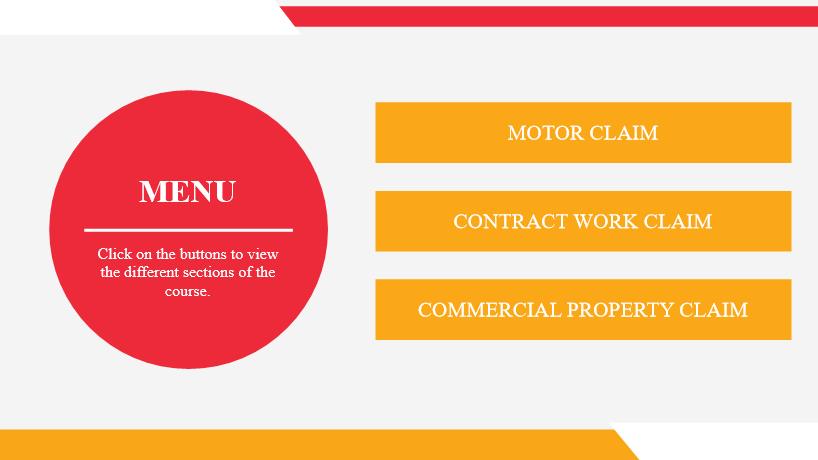 MENU
Click on the buttons to view
the different sections of the
course.
MOTOR CLAIM
CONTRACT WORK CLAIM
COMMERCIAL PROPERTY CLAIM